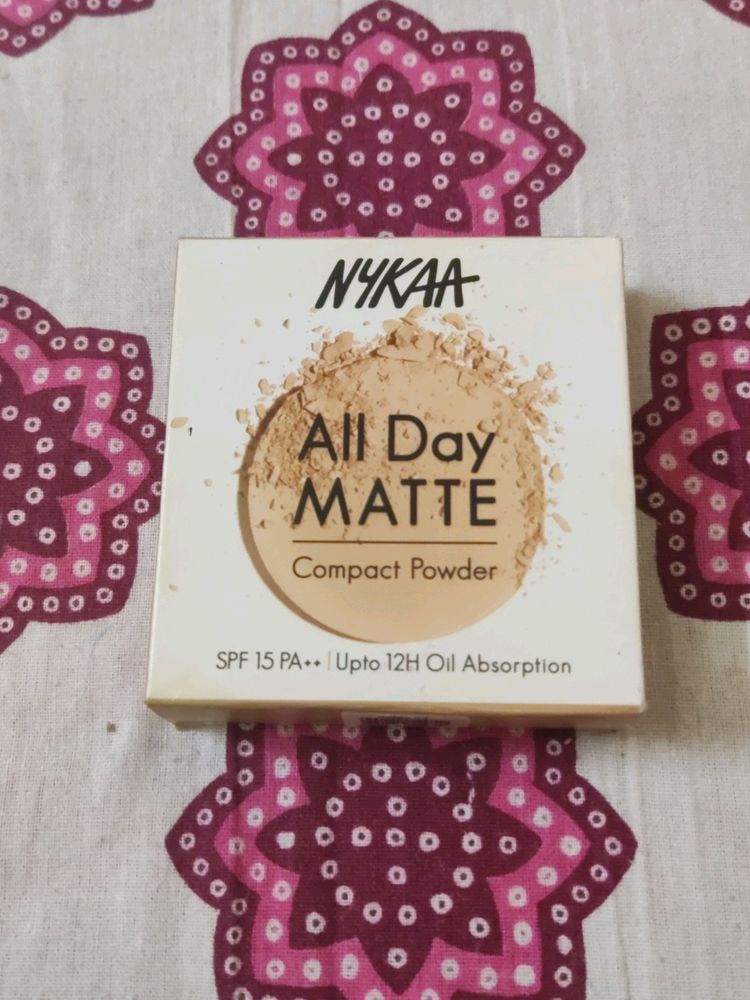 NYKAA
All Day
MATTE
Compact Powder
SPF 15 PA++ | Upto 12H Oil Absorption